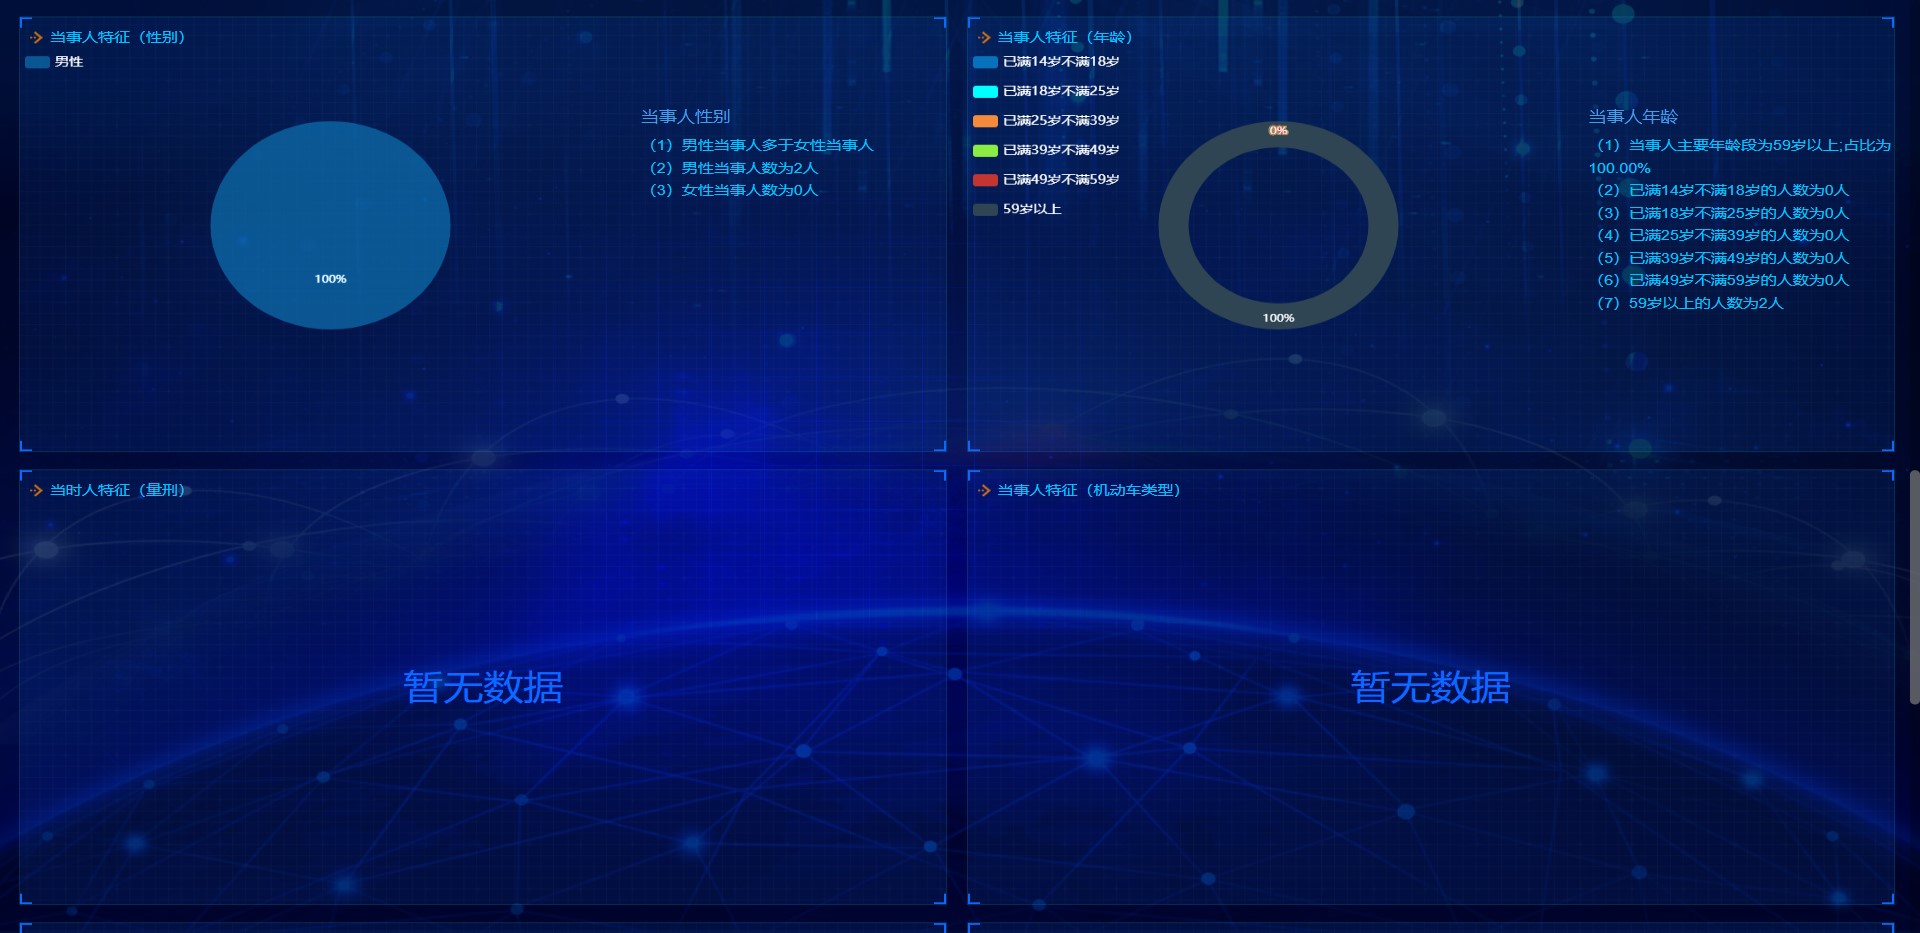 当事人特征（性别）
男性
100%
当事人性别
（1）男性当事人多于女性当事人
（2）男性当事人数为2人
（3）女性当事人数为0人
当事人特征（年龄）
已满14岁不满18岁
已满18岁不满25岁
已满25岁不满39岁
已满39岁不满49岁
已满49岁不满59岁
59岁以上
0%
100%
当事人年龄
（1）当事人主要年龄段为59岁以上;占比为
100.00%
（2）已满14岁不满18岁的人数为0人
（3）已满18岁不满25岁的人数为0人
（4）已满25岁不满39岁的人数为0人
（5）已满39岁不满49岁的人数为0人
（6）已满49岁不满59岁的人数为0人
（7）59岁以上的人数为2人
当时人特征（量刑）
暂无数据
当事人特征（机动车类型）
暂无数据